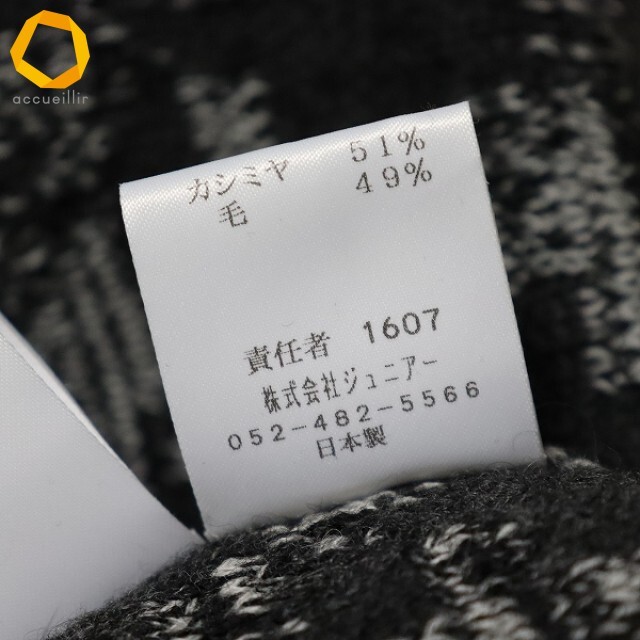 accueillir
カシミヤ 51%
毛 49%
責任者 1607
株式会社ジュニアー
052-482-5566
日本製